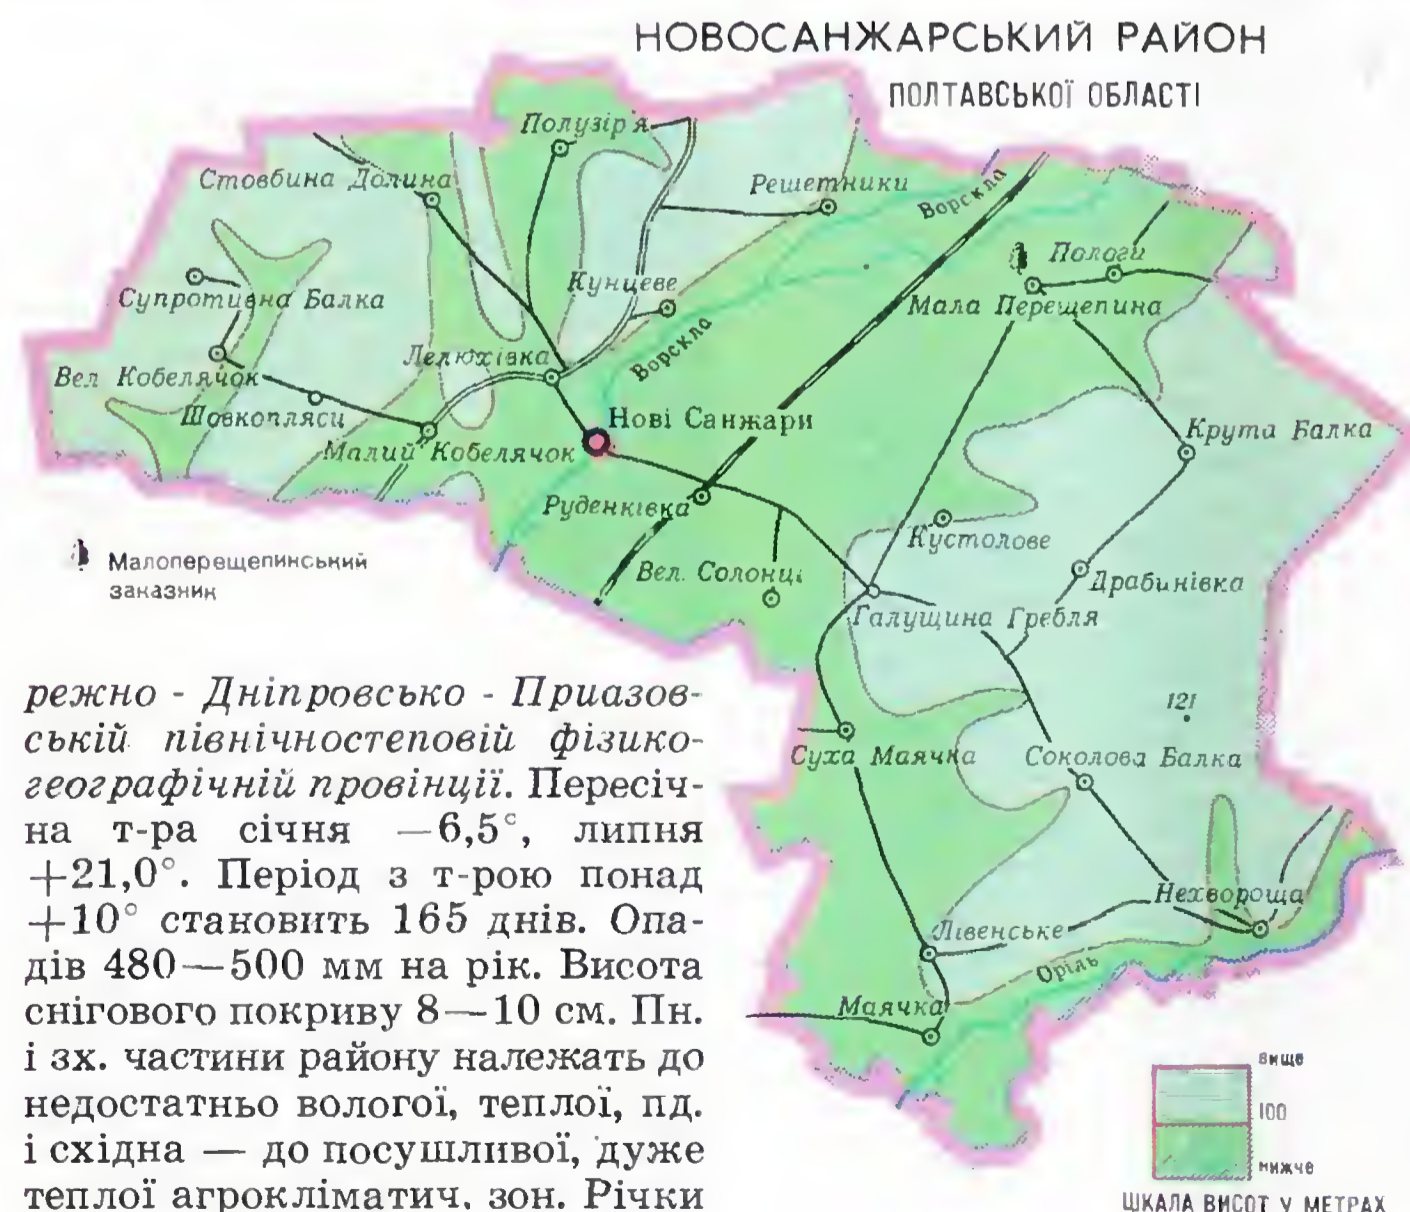 НОВОСАНЖАРСЬКИЙ РАЙОН
ПОЛТАВСЬКОЇ ОБЛАСТІ
Полузір'я
Стовбина Долина
Решетники
Ворскла
Пологи
Кунцеве
Супротивна Балка
Мала Перещепина
Ворскла
Лелюхівка
Вел Кобелячок
Шовкопляси
Нові Санжари
Крута Балка
Малий Кобелячок
Руденківка
Кустолове
Малоперещепинський
заказник
Вел. Солонці
Драбинівка
Галущина Гребля
121
Суха Маячка
Соколова Балка
Нехвороща
Лівенське
Оріль
Маячка
режно - Дніпровсько - Приазов-
ській північностеповій фізико-
географічній провінції. Пересіч-
на т-ра січня —6,5°, липня
+21,0°. Період з т-рою понад
+10° становить 165 днів. Опа-
дів 480—500 мм на рік. Висота
снігового покриву 8—10 см. Пн.
і зх. частини району належать до
недостатньо вологої, теплої, пд.
і східна — до посушливої, дуже
теплої агрокліматич. зон. Річки
вище
100
нижче
ШКАЛА ВИСОТ У МЕТРАХ